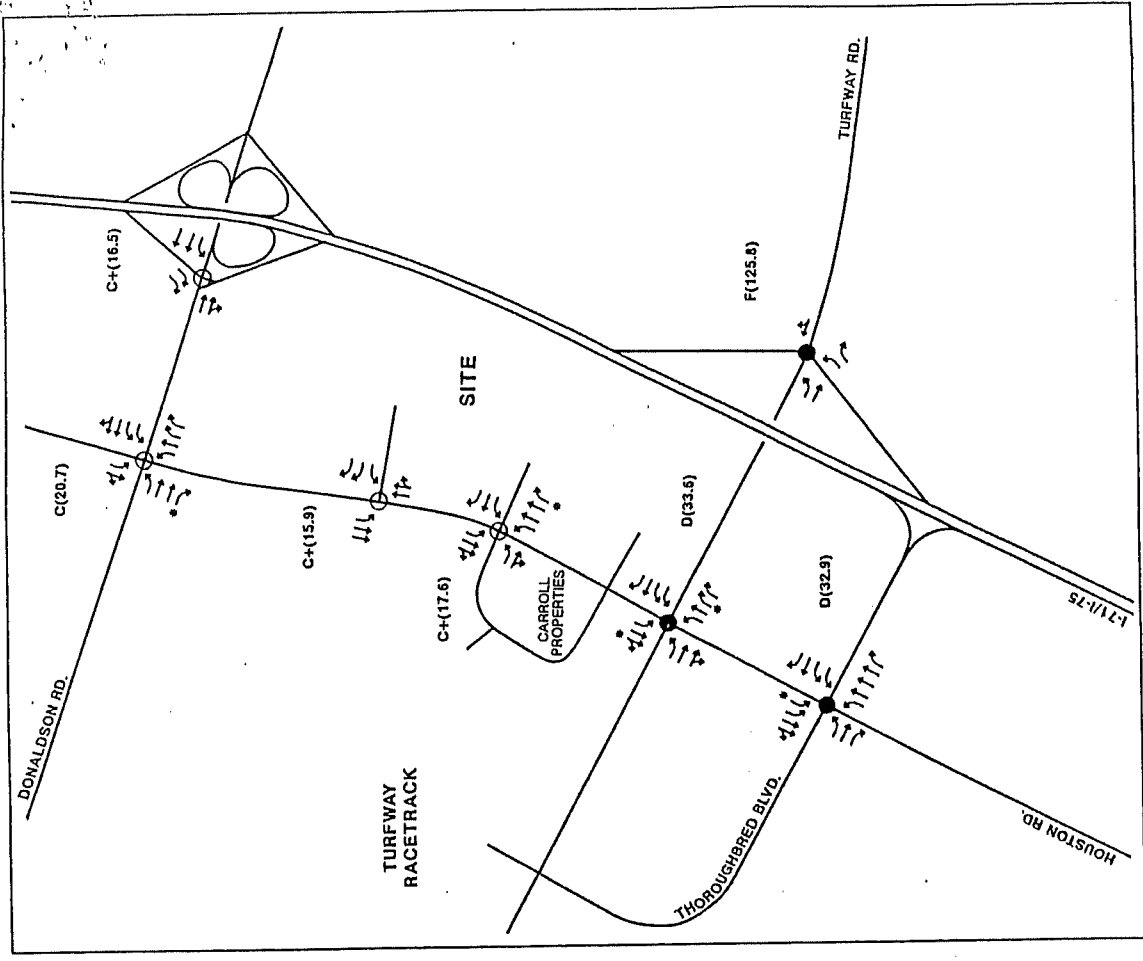 TURFWAY RD.
C+(16.5)
F(125.8)
SITE
C(20.7)
C+(15.9)
D(33.6)
C+(17.6)
CARROLL
PROPERTIES
D(32.9)
I-71/I-75
DONALDSON RD.
TURFWAY
RACETRACK
THOROUGHBRED BLVD.
HOUSTON RD.